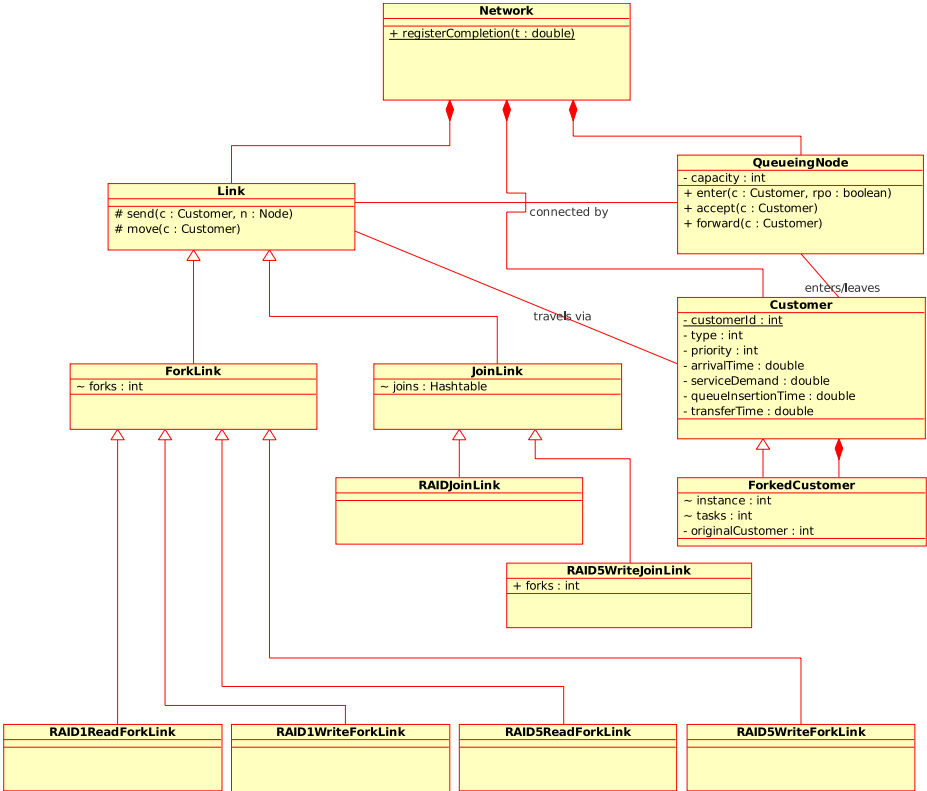 Network
+ registerCompletion(t : double)
QueueingNode
- capacity : int
+ enter(c : Customer, rpo : boolean)
+ accept(c : Customer)
+ forward(c : Customer)
Link
# send(c : Customer, n : Node)
# move(c : Customer)
connected by
enters/leaves
travels via
Customer
- customerId : int
- type : int
- priority : int
- arrivalTime : double
- serviceDemand : double
- queueInsertionTime : double
- transferTime : double
ForkLink
~ forks : int
JoinLink
~ joins : Hashtable
RAIDJoinLink
ForkedCustomer
~ instance : int
~ tasks : int
- originalCustomer : int
RAID5WriteJoinLink
+ forks : int
RAID1ReadForkLink
RAID1WriteForkLink
RAID5ReadForkLink
RAID5WriteForkLink